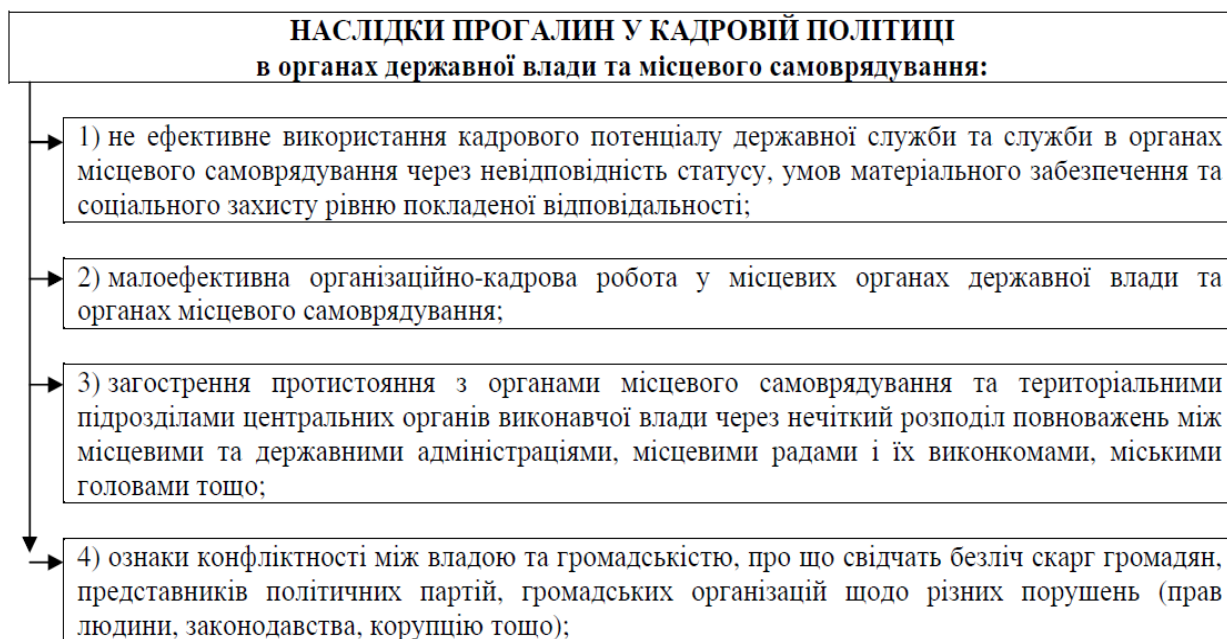 НАСЛІДКИ ПРОГАЛИН У КАДРОВІЙ ПОЛІТИЦІ
в органах державної влади та місцевого самоврядування:
1) не ефективне використання кадрового потенціалу державної служби та служби в органах
місцевого самоврядування через невідповідність статусу, умов матеріального забезпечення та
соціального захисту рівню покладеної відповідальності;
2) малоефективна організаційно-кадрова робота у місцевих органах державної влади та
органах місцевого самоврядування;
3) загострення протистояння з органами місцевого самоврядування та територіальними
підрозділами центральних органів виконавчої влади через нечіткий розподіл повноважень між
місцевими та державними адміністраціями, місцевими радами і їх виконкомами, міськими
головами тощо;
4) ознаки конфліктності між владою та громадськістю, про що свідчать безліч скарг громадян,
представників політичних партій, громадських організацій щодо різних порушень (прав
людини, законодавства, корупцію тощо);